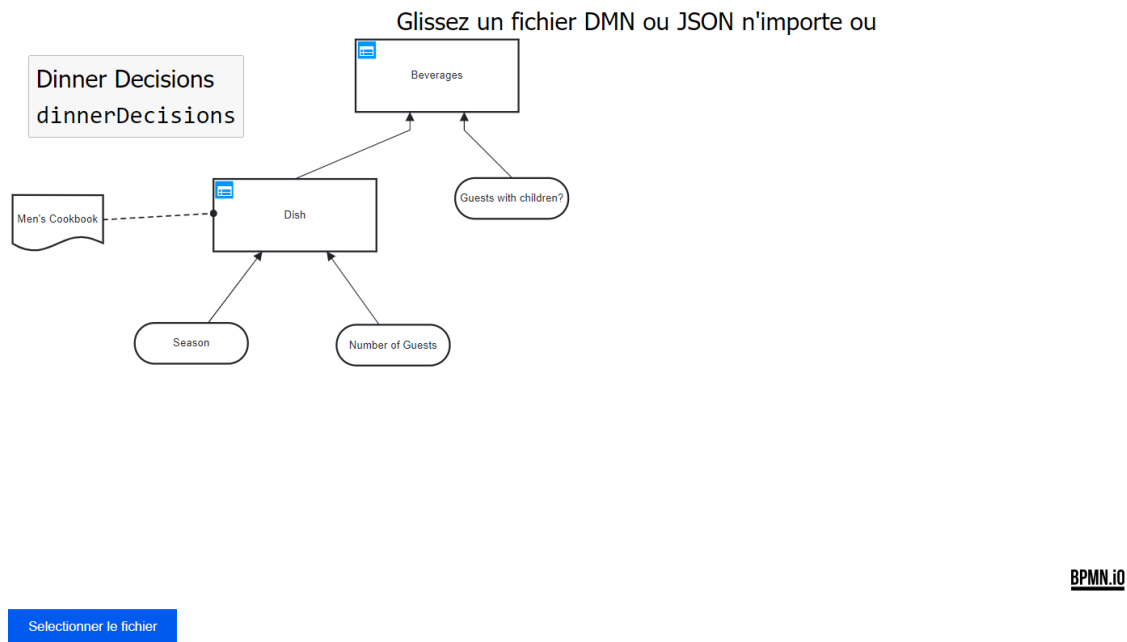 Glissez un fichier DMN ou JSON n'importe ou
Dinner Decisions
dinnerDecisions
Beverages
Guests with children?
Men's Cookbook
Dish
Season
Number of Guests
BPMN.iO
Selectionner le fichier